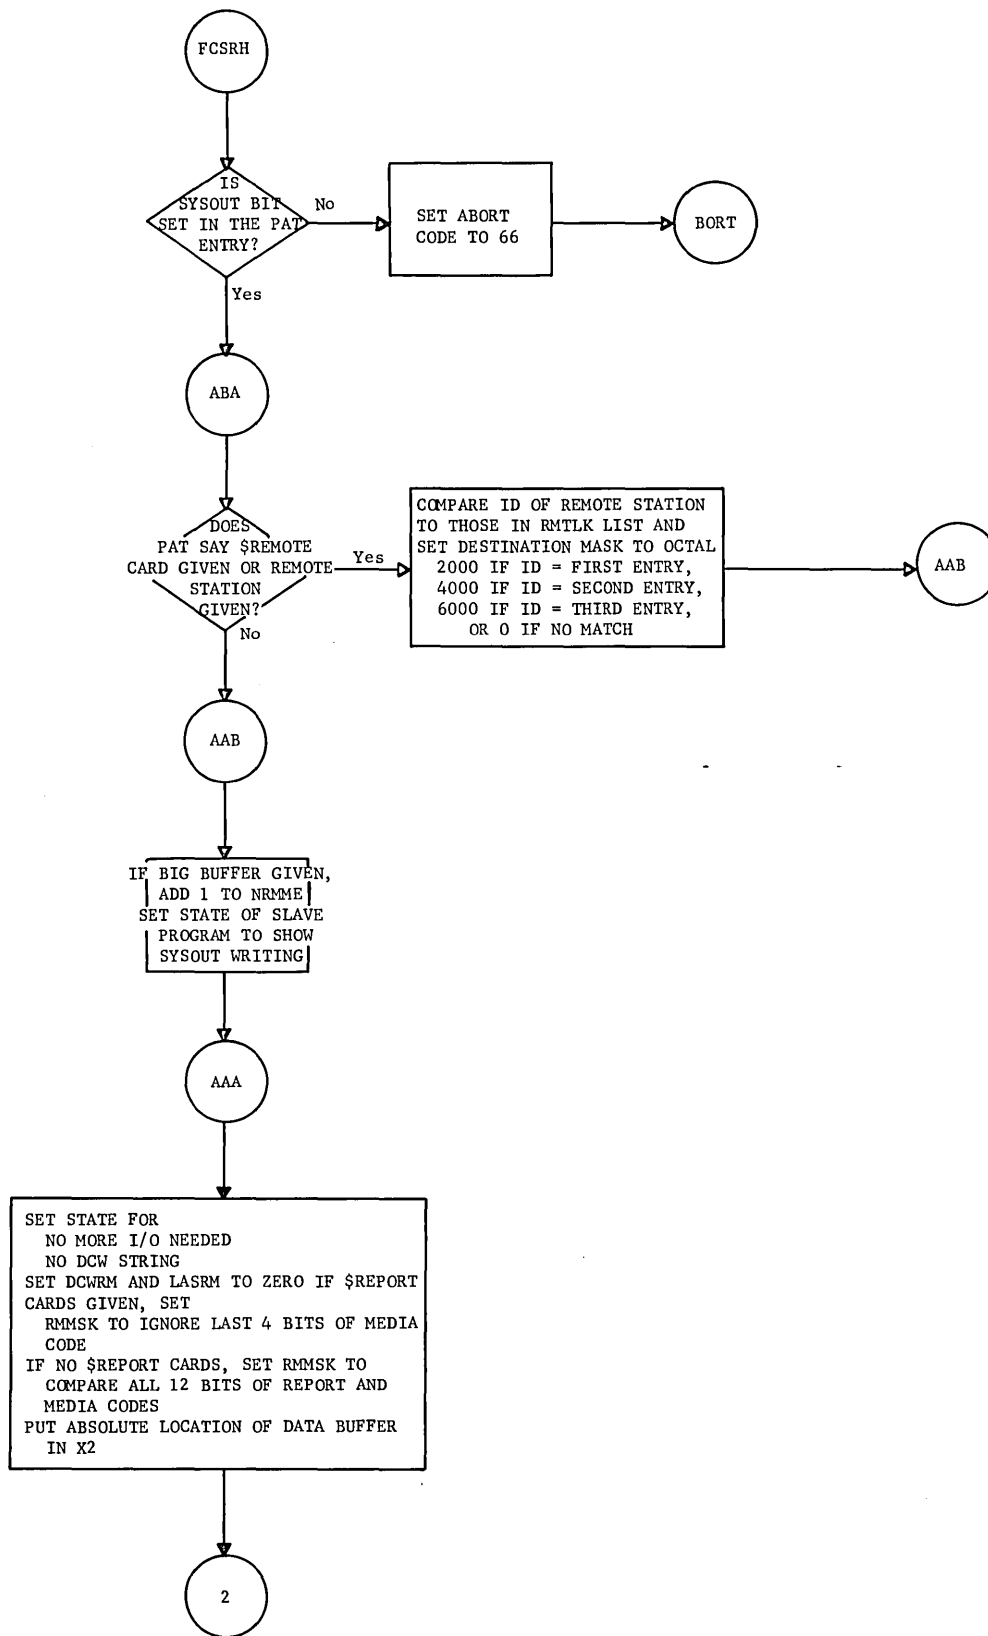 FCSRH
IS
SYSOUT BIT
SET IN THE PAT
ENTRY?
No
SET ABORT
CODE TO 66
BORT
Yes
ABA
DOES
PAT SAY $REMOTE
CARD GIVEN OR REMOTE
STATION
GIVEN?
Yes
COMPARE ID OF REMOTE STATION
TO THOSE IN RMTLK LIST AND
SET DESTINATION MASK TO OCTAL
2000 IF ID = FIRST ENTRY,
4000 IF ID = SECOND ENTRY,
6000 IF ID = THIRD ENTRY,
OR 0 IF NO MATCH
AAB
No
AAB
IF BIG BUFFER GIVEN,
ADD 1 TO NRMME
SET STATE OF SLAVE
PROGRAM TO SHOW
SYSOUT WRITING
AAA
SET STATE FOR
NO MORE I/O NEEDED
NO DCW STRING
SET DCWRM AND LASRM TO ZERO IF $REPORT
CARDS GIVEN, SET
RMMSK TO IGNORE LAST 4 BITS OF MEDIA
CODE
IF NO $REPORT CARDS, SET RMMSK TO
COMPARE ALL 12 BITS OF REPORT AND
MEDIA CODES
PUT ABSOLUTE LOCATION OF DATA BUFFER
IN X2
2